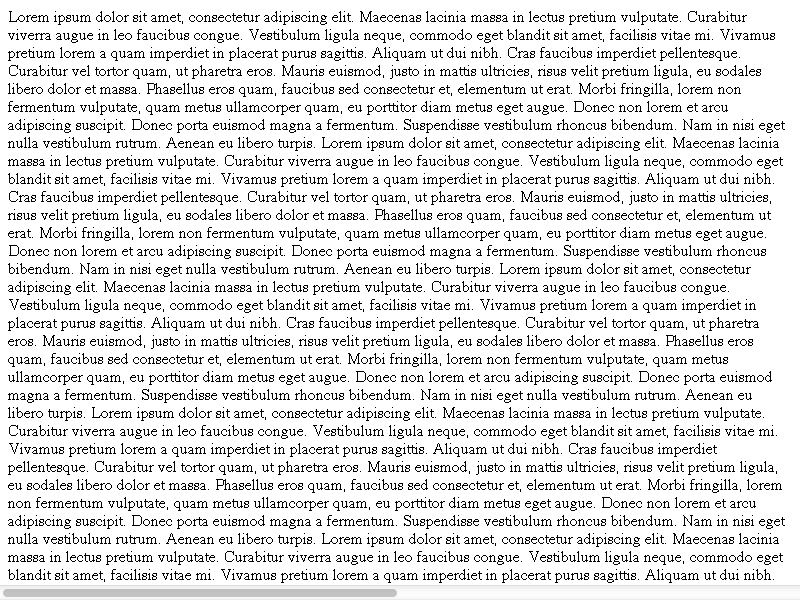 Lorem ipsum dolor sit amet, consectetur adipiscing elit. Maecenas lacinia massa in lectus pretium vulputate. Curabitur
viverra augue in leo faucibus congue. Vestibulum ligula neque, commodo eget blandit sit amet, facilisis vitae mi. Vivamus
pretium lorem a quam imperdiet in placerat purus sagittis. Aliquam ut dui nibh. Cras faucibus imperdiet pellentesque.
Curabitur vel tortor quam, ut pharetra eros. Mauris euismod, justo in mattis ultricies, risus velit pretium ligula, eu sodales
libero dolor et massa. Phasellus eros quam, faucibus sed consectetur et, elementum ut erat. Morbi fringilla, lorem non
fermentum vulputate, quam metus ullamcorper quam, eu porttitor diam metus eget augue. Donec non lorem et arcu
adipiscing suscipit. Donec porta euismod magna a fermentum. Suspendisse vestibulum rhoncus bibendum. Nam in nisi eget
nulla vestibulum rutrum. Aenean eu libero turpis. Lorem ipsum dolor sit amet, consectetur adipiscing elit. Maecenas lacinia
massa in lectus pretium vulputate. Curabitur viverra augue in leo faucibus congue. Vestibulum ligula neque, commodo eget
blandit sit amet, facilisis vitae mi. Vivamus pretium lorem a quam imperdiet in placerat purus sagittis. Aliquam ut dui nibh.
Cras faucibus imperdiet pellentesque. Curabitur vel tortor quam, ut pharetra eros. Mauris euismod, justo in mattis ultricies,
risus velit pretium ligula, eu sodales libero dolor et massa. Phasellus eros quam, faucibus sed consectetur et, elementum ut
erat. Morbi fringilla, lorem non fermentum vulputate, quam metus ullamcorper quam, eu porttitor diam metus eget augue.
Donec non lorem et arcu adipiscing suscipit. Donec porta euismod magna a fermentum. Suspendisse vestibulum rhoncus
bibendum. Nam in nisi eget nulla vestibulum rutrum. Aenean eu libero turpis. Lorem ipsum dolor sit amet, consectetur
adipiscing elit. Maecenas lacinia massa in lectus pretium vulputate. Curabitur viverra augue in leo faucibus congue.
Vestibulum ligula neque, commodo eget blandit sit amet, facilisis vitae mi. Vivamus pretium lorem a quam imperdiet in
placerat purus sagittis. Aliquam ut dui nibh. Cras faucibus imperdiet pellentesque. Curabitur vel tortor quam, ut pharetra
eros. Mauris euismod, justo in mattis ultricies, risus velit pretium ligula, eu sodales libero dolor et massa. Phasellus eros
quam, faucibus sed consectetur et, elementum ut erat. Morbi fringilla, lorem non fermentum vulputate, quam metus
ullamcorper quam, eu porttitor diam metus eget augue. Donec non lorem et arcu adipiscing suscipit. Donec porta euismod
magna a fermentum. Suspendisse vestibulum rhoncus bibendum. Nam in nisi eget nulla vestibulum rutrum. Aenean eu
libero turpis. Lorem ipsum dolor sit amet, consectetur adipiscing elit. Maecenas lacinia massa in lectus pretium vulputate.
Curabitur viverra augue in leo faucibus congue. Vestibulum ligula neque, commodo eget blandit sit amet, facilisis vitae mi.
Vivamus pretium lorem a quam imperdiet in placerat purus sagittis. Aliquam ut dui nibh. Cras faucibus imperdiet
pellentesque. Curabitur vel tortor quam, ut pharetra eros. Mauris euismod, justo in mattis ultricies, risus velit pretium ligula,
eu sodales libero dolor et massa. Phasellus eros quam, faucibus sed consectetur et, elementum ut erat. Morbi fringilla, lorem
non fermentum vulputate, quam metus ullamcorper quam, eu porttitor diam metus eget augue. Donec non lorem et arcu
adipiscing suscipit. Donec porta euismod magna a fermentum. Suspendisse vestibulum rhoncus bibendum. Nam in nisi eget
nulla vestibulum rutrum. Aenean eu libero turpis. Lorem ipsum dolor sit amet, consectetur adipiscing elit. Maecenas lacinia
massa in lectus pretium vulputate. Curabitur viverra augue in leo faucibus congue. Vestibulum ligula neque, commodo eget
blandit sit amet, facilisis vitae mi. Vivamus pretium lorem a quam imperdiet in placerat purus sagittis. Aliquam ut dui nibh.